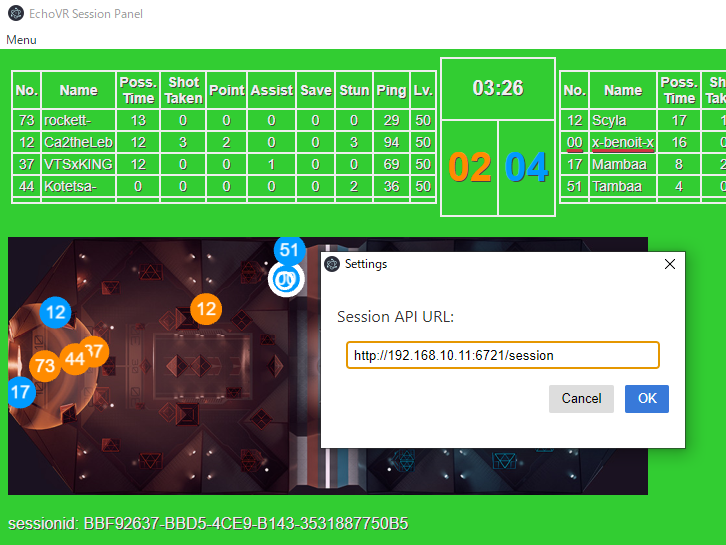 EchoVR Session Panel
Menu
No. Name Poss. Time Shot Taken Point Assist Save Stun Ping Lv.
73 rockett- 13 0 0 0 0 0 29 50
12 Ca2theLeb 12 3 2 0 0 3 94 50
37 VTSxKING 12 0 0 1 0 0 69 50
44 Kotetsa- 0 0 0 0 0 2 36 50
03:26
02 04
No. Name Poss. Time Sh Take
12 Scyla 17 1
00 x-benoit-x 16 0
17 Mambaa 8 2
51 Tambaa 4 0
51
00
12
12
37
44
73
17
Settings
Session API URL:
http://192.168.10.11:6721/session
Cancel OK
sessionid: BBF92637-BBD5-4CE9-B143-3531887750B5